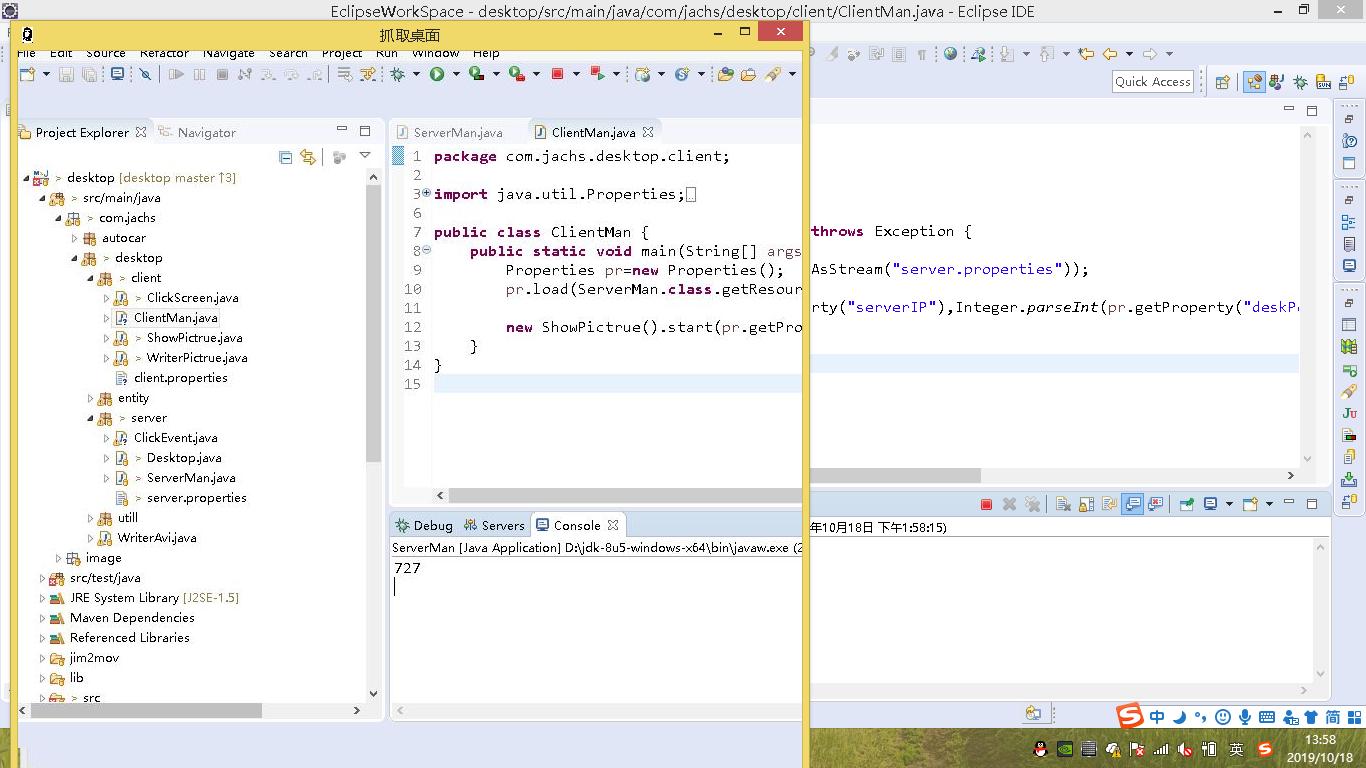 EclipseWorkSpace - desktop/src/main/java/com/jachs/desktop/client/ClientMan.java - Eclipse IDE
抓取桌面
File Edit Source Refactor Navigate Search Project Run Window Help
Quick Access
Project Explorer
Navigator
> desktop [desktop master ↑3]
> src/main/java
> com.jachs
autocar
> desktop
> client
> ClickScreen.java
ClientMan.java
> ShowPictrue.java
> WriterPictrue.java
client.properties
entity
> server
ClickEvent.java
> Desktop.java
> ServerMan.java
> server.properties
utill
WriterAvi.java
image
src/test/java
JRE System Library [J2SE-1.5]
Maven Dependencies
Referenced Libraries
jim2mov
lib
> src
ServerMan.java
ClientMan.java
1 package com.jachs.desktop.client;
2
3 import java.util.Properties;
6
7 public class ClientMan {
8 public static void main(String[] args
throws Exception {
9 Properties pr=new Properties();
10 pr.load(ServerMan.class.getResour
AsStream("server.properties"));
11
12 new ShowPictrue().start(pr.getPro
rty("serverIP"),Integer.parseInt(pr.getProperty("deskP
13 }
14 }
15
Debug
Servers
Console
ServerMan [Java Application] D:\jdk-8u5-windows-x64\bin\javaw.exe (2
年10月18日 下午1:58:15)
727
中
简
英
13:58
2019/10/18